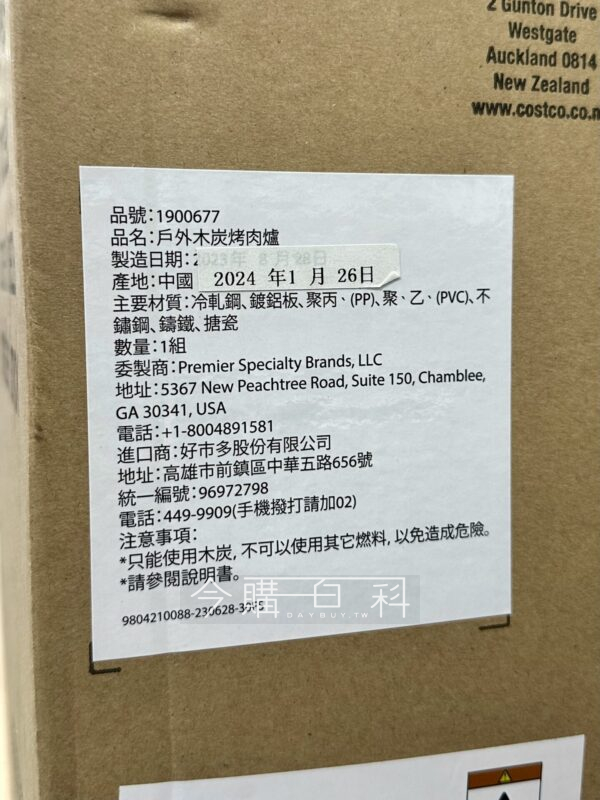 2 Gunton Drive
Westgate
Auckland 0814
New Zealand
www.costco.co.n
品號：1900677
品名：戶外木炭烤肉爐
製造日期：2023年 8月28日
2024 年1 月 26日
產地：中國
主要材質：冷軋鋼、鍍鋁板、聚丙、(PP)、聚、乙、(PVC)、不
鏽鋼、鑄鐵、搪瓷
數量：1組
委製商：Premier Specialty Brands, LLC
地址：5367 New Peachtree Road, Suite 150, Chamblee,
GA 30341, USA
電話：+1-8004891581
進口商：好市多股份有限公司
地址：高雄市前鎮區中華五路656號
統一編號：96972798
電話：449-9909(手機撥打請加02)
注意事項：
*只能使用木炭, 不可以使用其它燃料, 以免造成危險。
*請參閱說明書。
今購百科
DAYBUY.TW
9804210088-230628-3085